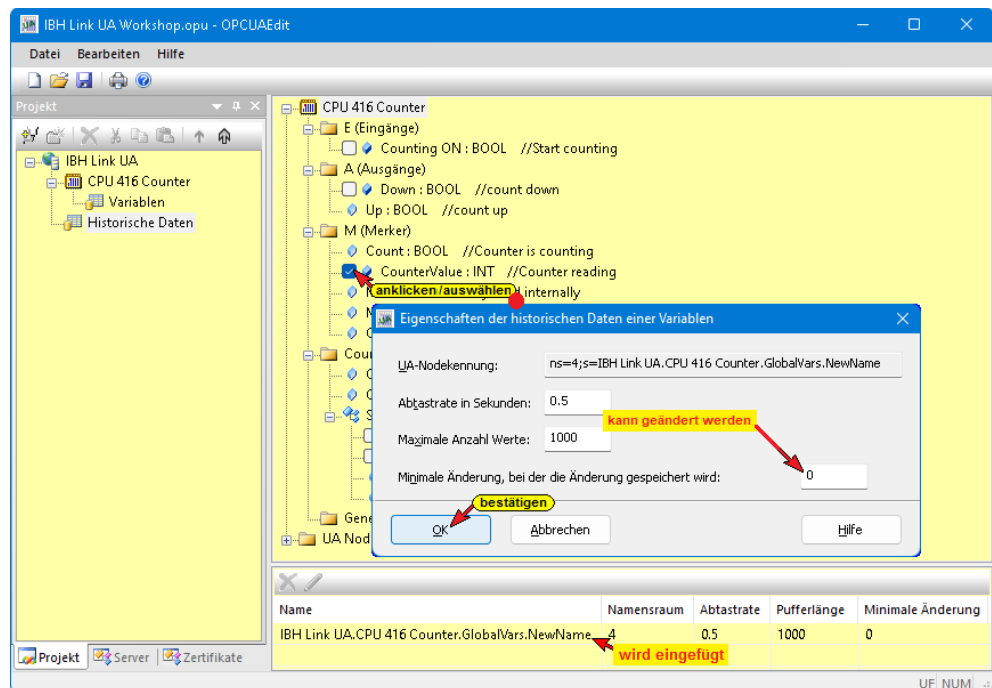 IBH Link UA Workshop.opu - OPCUAEdit
Datei Bearbeiten Hilfe
Projekt
IBH Link UA
CPU 416 Counter
Variablen
Historische Daten
CPU 416 Counter
E (Eingänge)
Counting ON : BOOL //Start counting
A (Ausgänge)
Down : BOOL //count down
Up : BOOL //count up
M (Merker)
Count : BOOL //Counter is counting
CounterValue : INT //Counter reading
anklicken/auswählen
internally
Eigenschaften der historischen Daten einer Variablen
UA-Nodekennung: ns=4;s=IBH Link UA.CPU 416 Counter.GlobalVars.NewName
Abtastrate in Sekunden: 0.5
kann geändert werden
Maximale Anzahl Werte: 1000
Minimale Änderung, bei der die Änderung gespeichert wird: 0
bestätigen
OK Abbrechen Hilfe
Cou
S
Gene
UA Nod
Name Namensraum Abtastrate Pufferlänge Minimale Änderung
IBH Link UA.CPU 416 Counter.GlobalVars.NewName 4 0.5 1000 0
wird eingefügt
Projekt Server Zertifikate
UF NUM